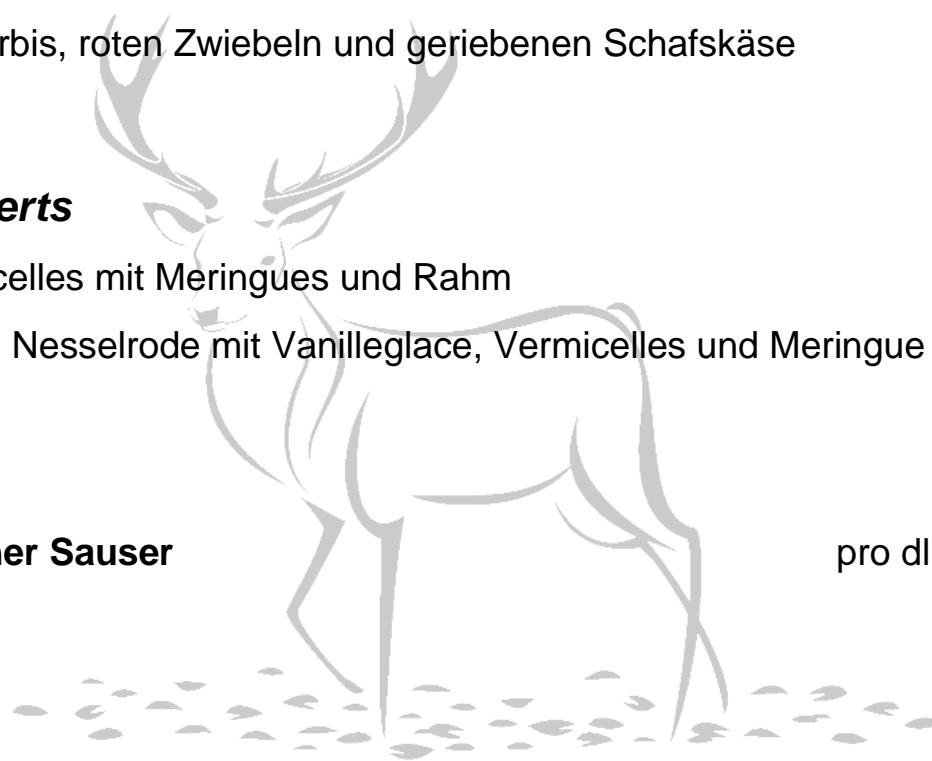 rbis, roten Zwiebeln und geriebenen Schafskäse
erts
celles mit Meringues und Rahm
Nesselrode mit Vanilleglace, Vermicelles und Meringue
er Sauser pro dl